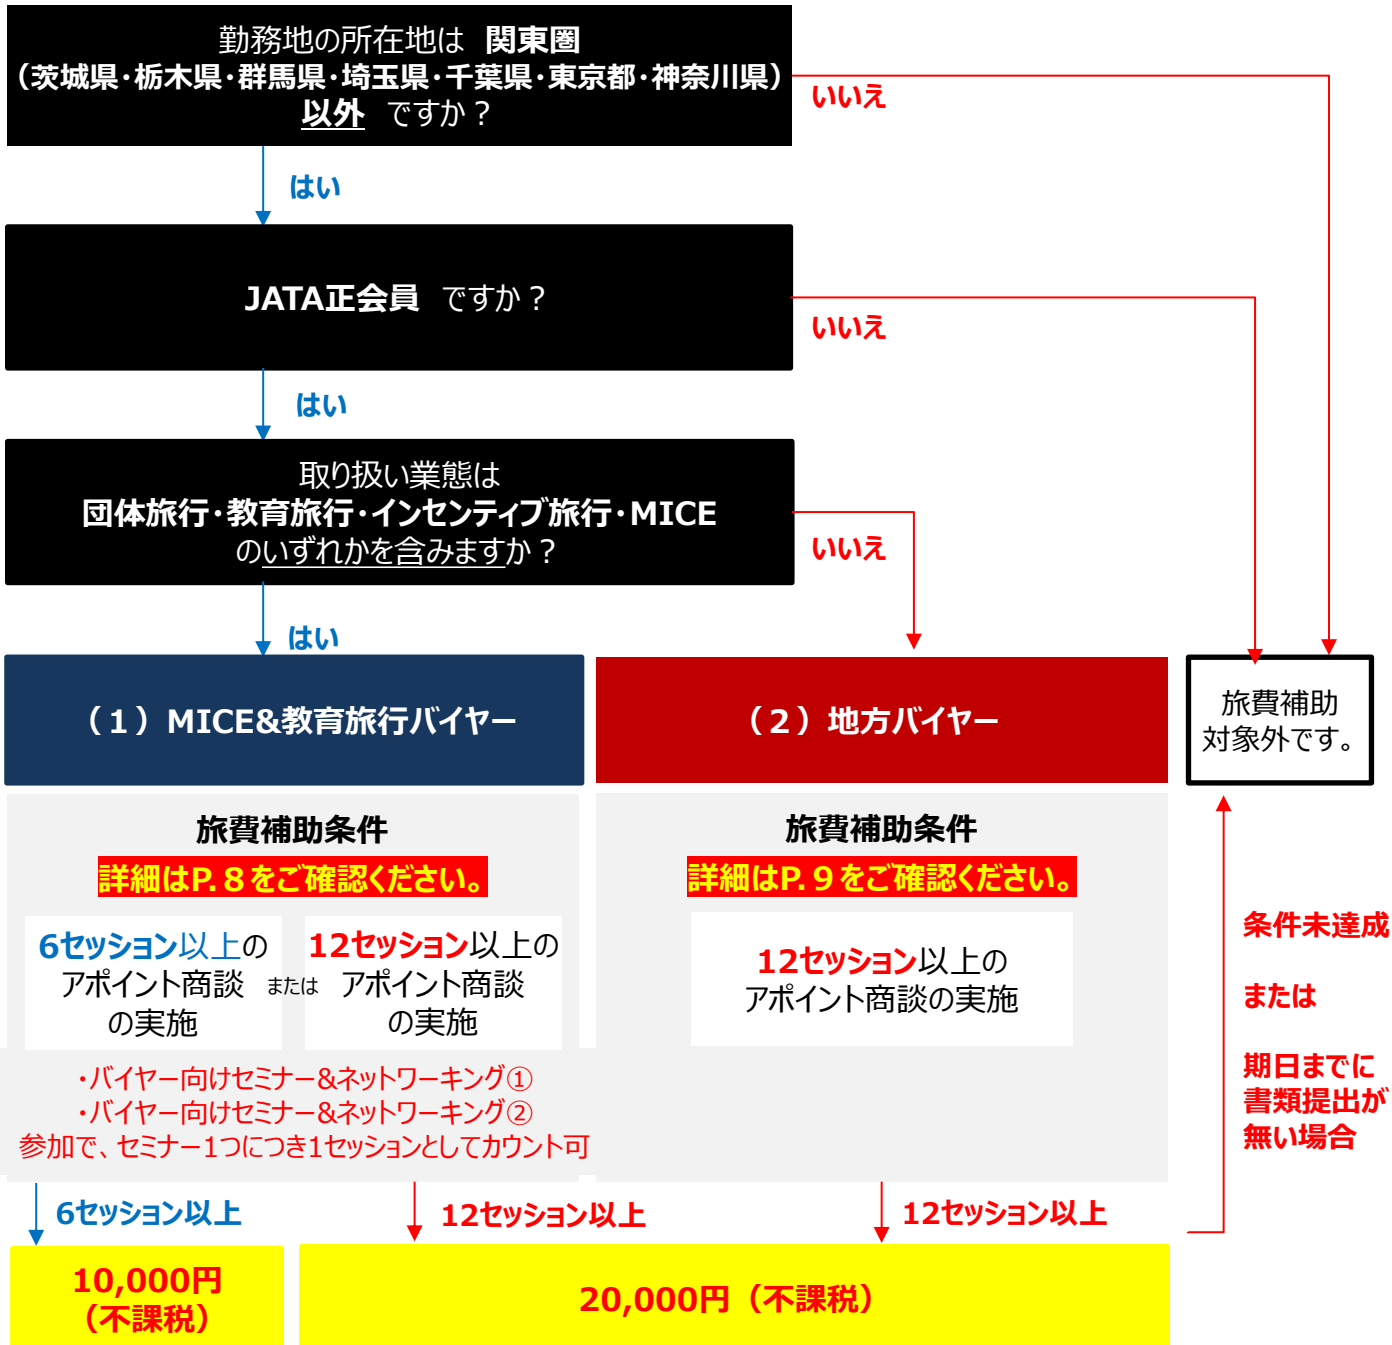 勤務地の所在地は 関東圏
（茨城県・栃木県・群馬県・埼玉県・千葉県・東京都・神奈川県）
以外 ですか？
いいえ
はい
JATA正会員 ですか？
いいえ
はい
取り扱い業態は
団体旅行・教育旅行・インセンティブ旅行・MICE
のいずれかを含みますか？
いいえ
はい
（１）MICE&教育旅行バイヤー
（２）地方バイヤー
旅費補助
対象外です。
旅費補助条件
詳細はP.８をご確認ください。
6セッション以上の
アポイント商談
の実施
または
12セッション以上の
アポイント商談
の実施
・バイヤー向けセミナー&ネットワーキング①
・バイヤー向けセミナー&ネットワーキング②
参加で、セミナー1つにつき1セッションとしてカウント可
旅費補助条件
詳細はP.９をご確認ください。
12セッション以上の
アポイント商談の実施
条件未達成
または
期日までに
書類提出が
無い場合
6セッション以上
12セッション以上
12セッション以上
10,000円
（不課税）
20,000円（不課税）